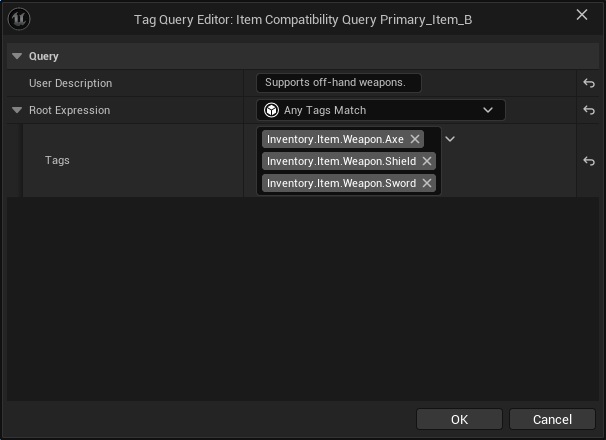 Tag Query Editor: Item Compatibility Query Primary_Item_B
Query
User Description
Supports off-hand weapons.
Root Expression
Any Tags Match
Tags
Inventory.Item.Weapon.Axe
Inventory.Item.Weapon.Shield
Inventory.Item.Weapon.Sword
OK
Cancel